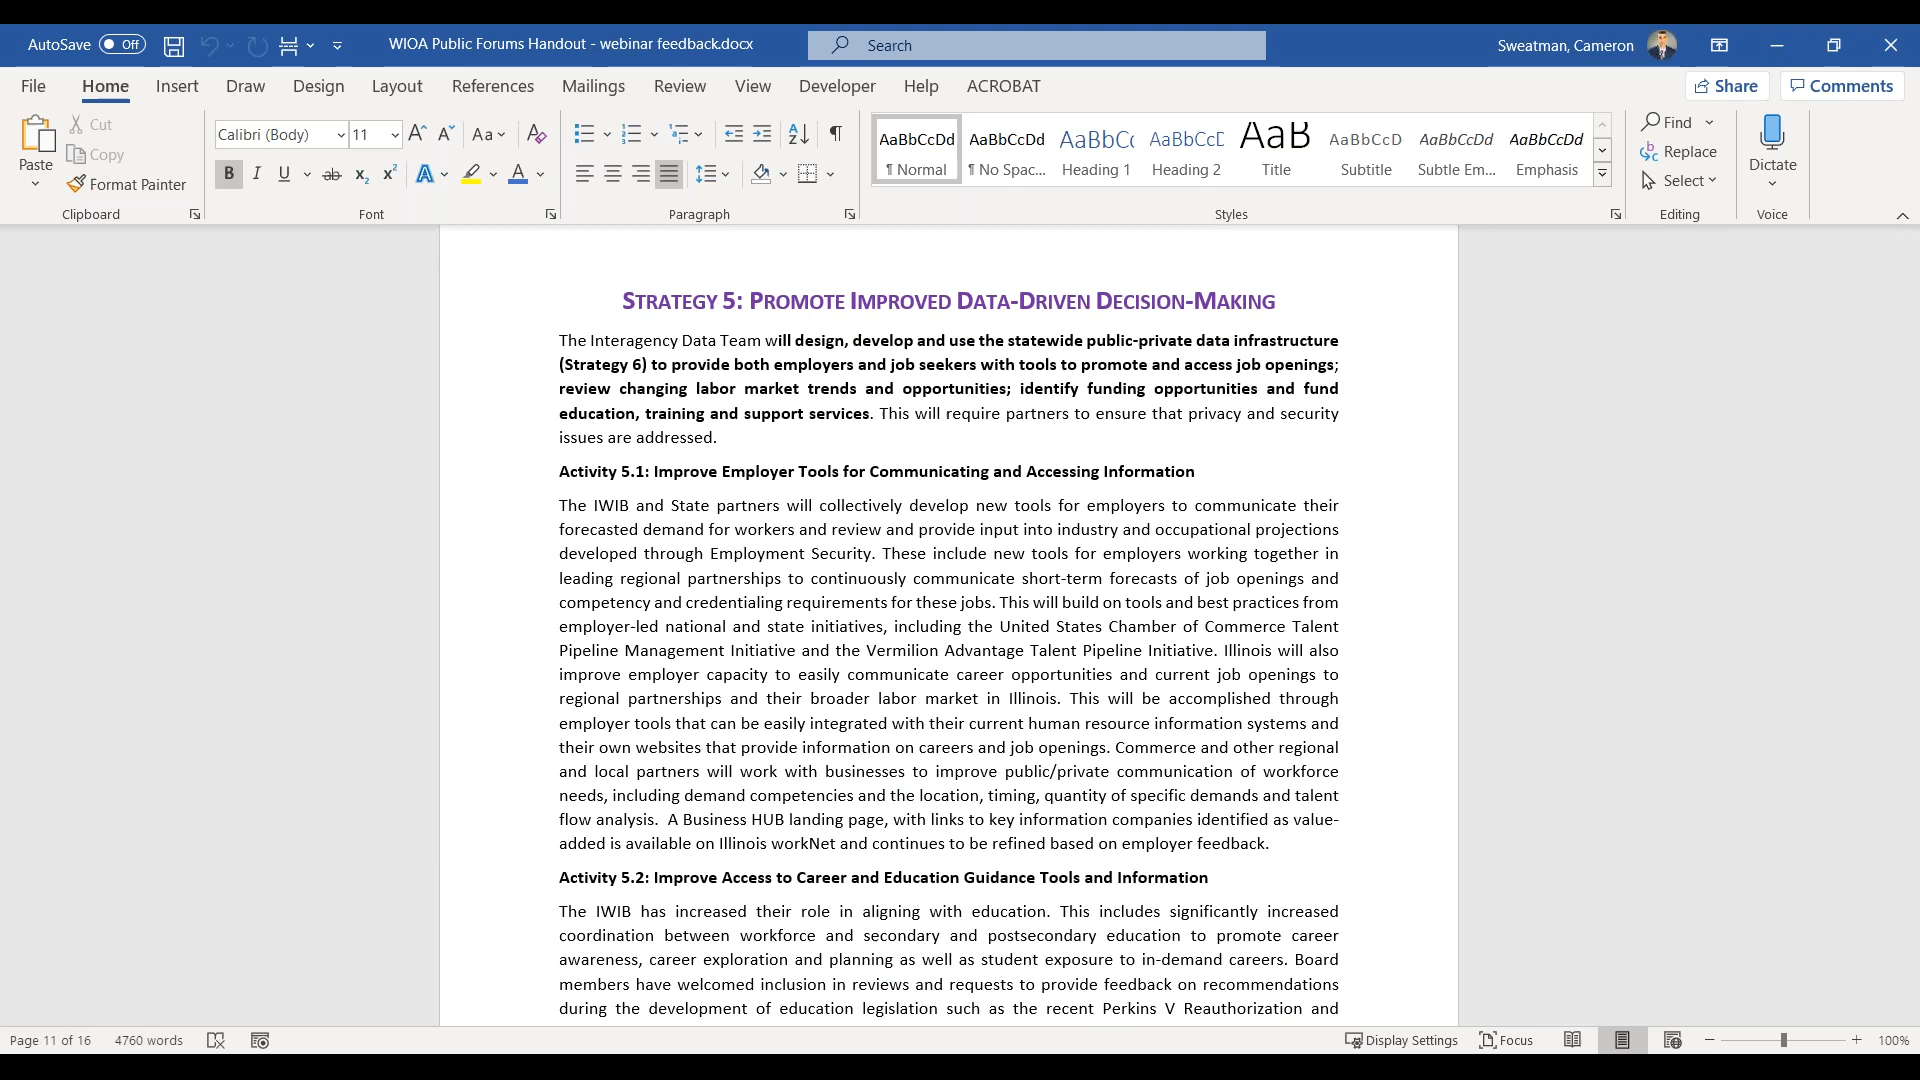 AutoSave Off WIOA Public Forums Handout - webinar feedback.docx Search Sweatman, Cameron
File Home Insert Draw Design Layout References Mailings Review View Developer Help ACROBAT Share Comments
Paste Cut Copy Format Painter Clipboard
Calibri (Body) 11 Aa
B I U ab x₂ x² A A
Font
Paragraph
AaBbCcDd AaBbCcDd AaBbC( AaBbCcE AaB AaBbCcD AaBbCcDd AaBbCcDd
¶ Normal ¶ No Spac... Heading 1 Heading 2 Title Subtitle Subtle Em... Emphasis
Styles
Find Replace Select Editing
Dictate Voice
STRATEGY 5: PROMOTE IMPROVED DATA-DRIVEN DECISION-MAKING
The Interagency Data Team will design, develop and use the statewide public-private data infrastructure
(Strategy 6) to provide both employers and job seekers with tools to promote and access job openings;
review changing labor market trends and opportunities; identify funding opportunities and fund
education, training and support services. This will require partners to ensure that privacy and security
issues are addressed.
Activity 5.1: Improve Employer Tools for Communicating and Accessing Information
The IWIB and State partners will collectively develop new tools for employers to communicate their
forecasted demand for workers and review and provide input into industry and occupational projections
developed through Employment Security. These include new tools for employers working together in
leading regional partnerships to continuously communicate short-term forecasts of job openings and
competency and credentialing requirements for these jobs. This will build on tools and best practices from
employer-led national and state initiatives, including the United States Chamber of Commerce Talent
Pipeline Management Initiative and the Vermilion Advantage Talent Pipeline Initiative. Illinois will also
improve employer capacity to easily communicate career opportunities and current job openings to
regional partnerships and their broader labor market in Illinois. This will be accomplished through
employer tools that can be easily integrated with their current human resource information systems and
their own websites that provide information on careers and job openings. Commerce and other regional
and local partners will work with businesses to improve public/private communication of workforce
needs, including demand competencies and the location, timing, quantity of specific demands and talent
flow analysis.  A Business HUB landing page, with links to key information companies identified as value-
added is available on Illinois workNet and continues to be refined based on employer feedback.
Activity 5.2: Improve Access to Career and Education Guidance Tools and Information
The IWIB has increased their role in aligning with education. This includes significantly increased
coordination between workforce and secondary and postsecondary education to promote career
awareness, career exploration and planning as well as student exposure to in-demand careers. Board
members have welcomed inclusion in reviews and requests to provide feedback on recommendations
during the development of education legislation such as the recent Perkins V Reauthorization and
Page 11 of 16 4760 words Display Settings Focus 100%